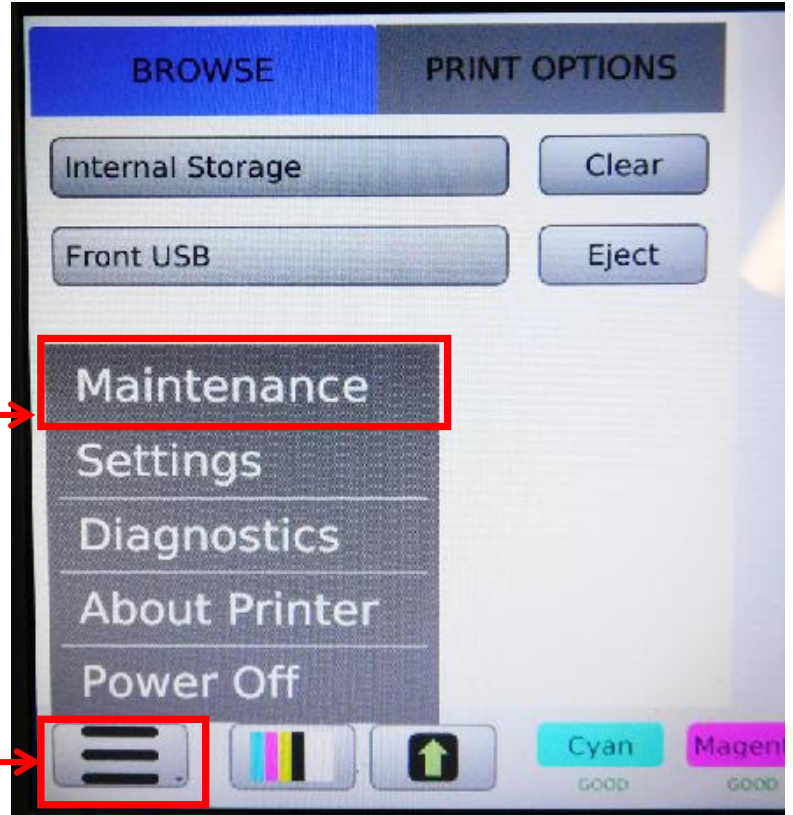 BROWSE PRINT OPTIONS
Internal Storage Clear
Front USB Eject
Maintenance
Settings
Diagnostics
About Printer
Power Off
Cyan Magent
GOOD GOOD